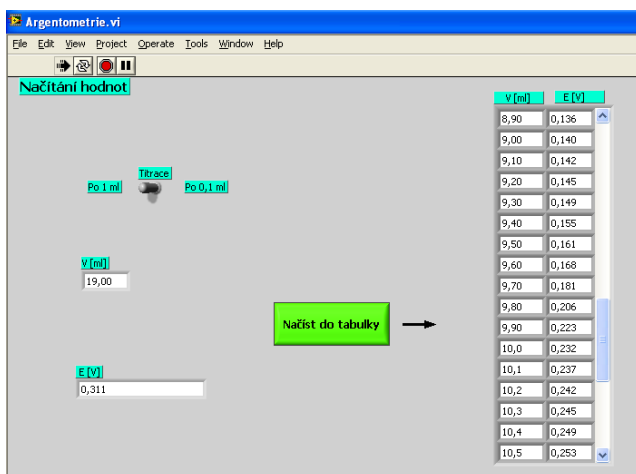 Argentometrie.vi
File Edit View Project Operate Tools Window Help
Načítání hodnot
Titrace
Po 1 ml Po 0,1 ml
V [ml]
19,00
Načíst do tabulky
E [V]
0,311
V [ml] E [V]
8,90 0,136
9,00 0,140
9,10 0,142
9,20 0,145
9,30 0,149
9,40 0,155
9,50 0,161
9,60 0,168
9,70 0,181
9,80 0,206
9,90 0,223
10,0 0,232
10,1 0,237
10,2 0,242
10,3 0,245
10,4 0,249
10,5 0,253